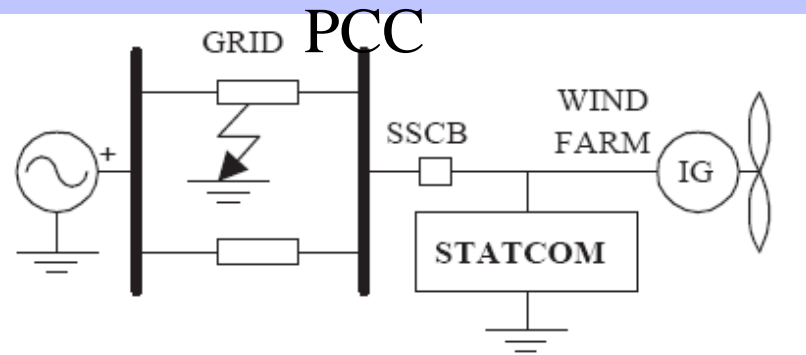 GRID PCC
WIND
SSCB FARM
+
IG
STATCOM